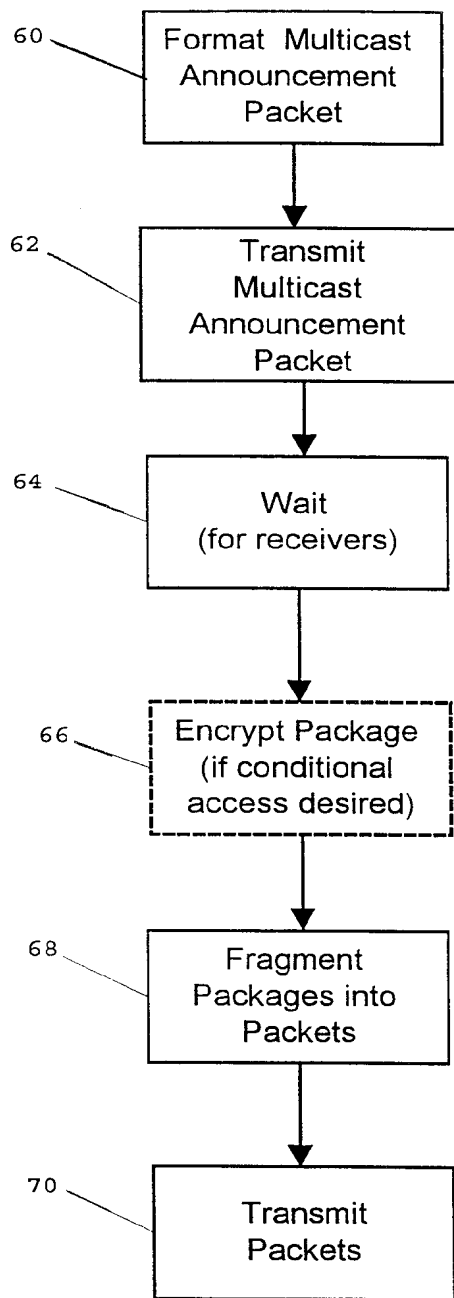 60
Format Multicast
Announcement
Packet
62
Transmit
Multicast
Announcement
Packet
64
Wait
(for receivers)
66
Encrypt Package
(if conditional
access desired)
68
Fragment
Packages into
Packets
70
Transmit
Packets